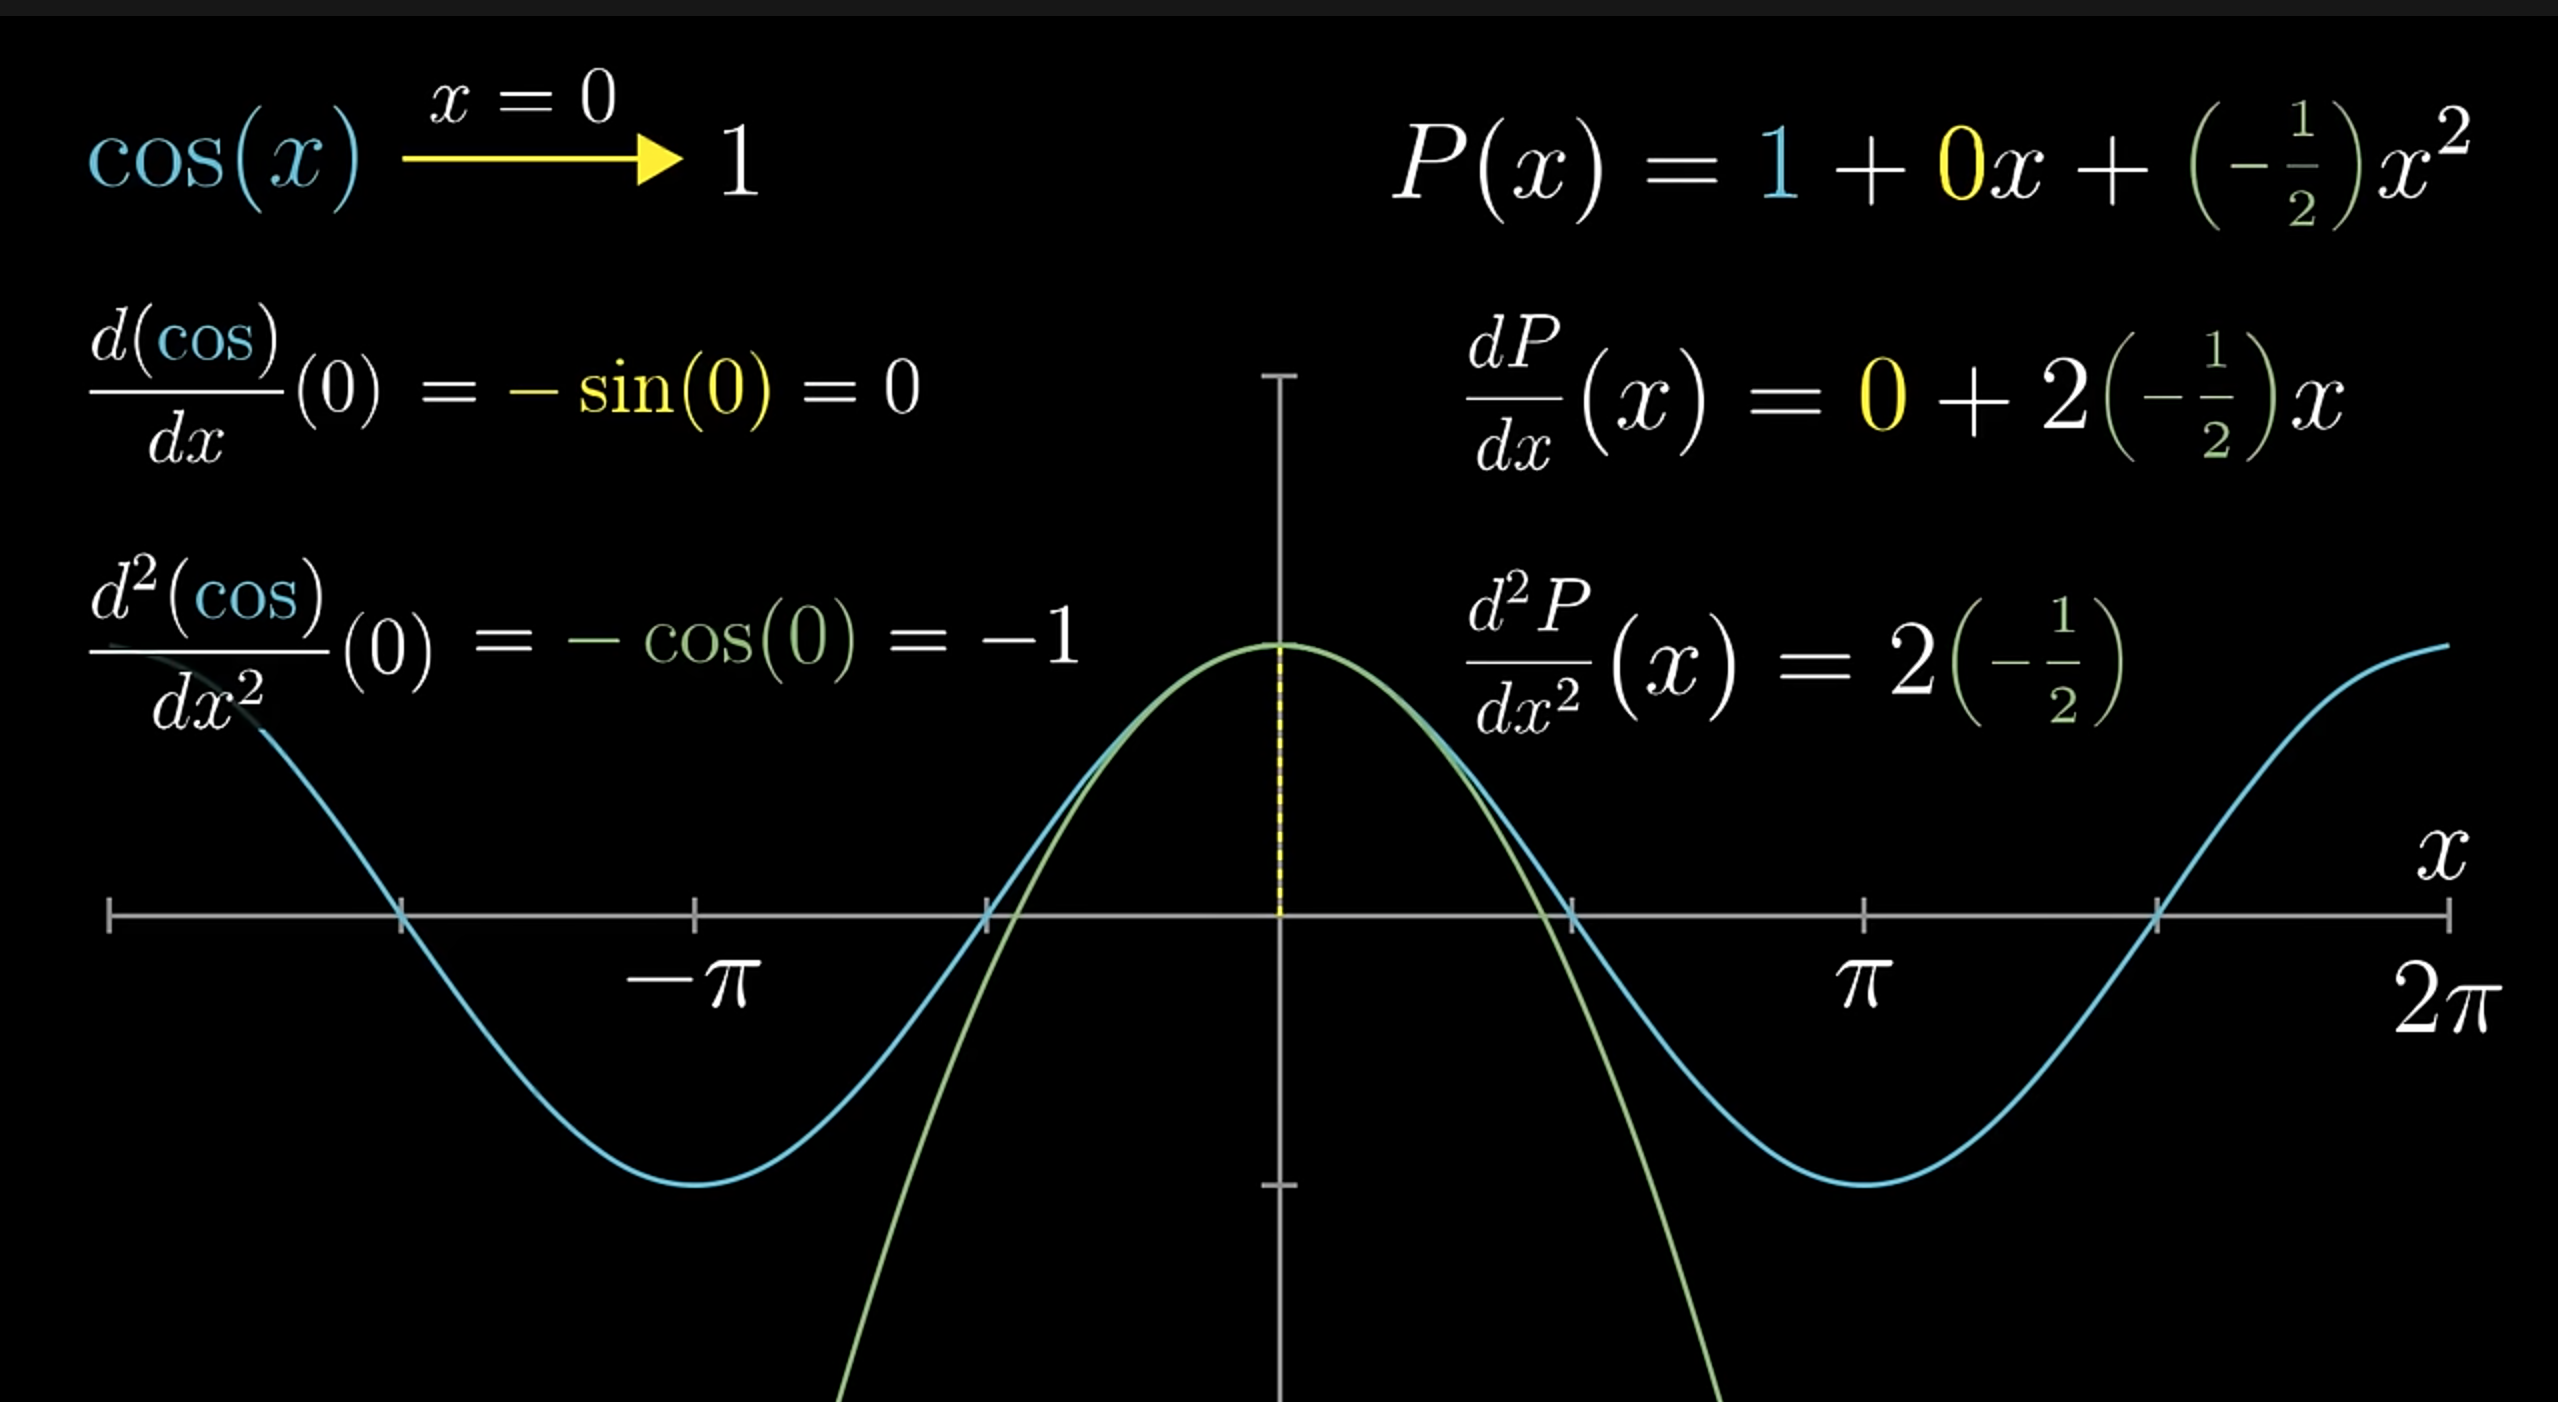 cos(x) x = 0 1
P(x) = 1 + 0x + (-1/2)x²
d(cos)/dx (0) = -sin(0) = 0
dP/dx (x) = 0 + 2(-1/2)x
d²(cos)/dx² (0) = -cos(0) = -1
d²P/dx² (x) = 2(-1/2)
x
-π π 2π